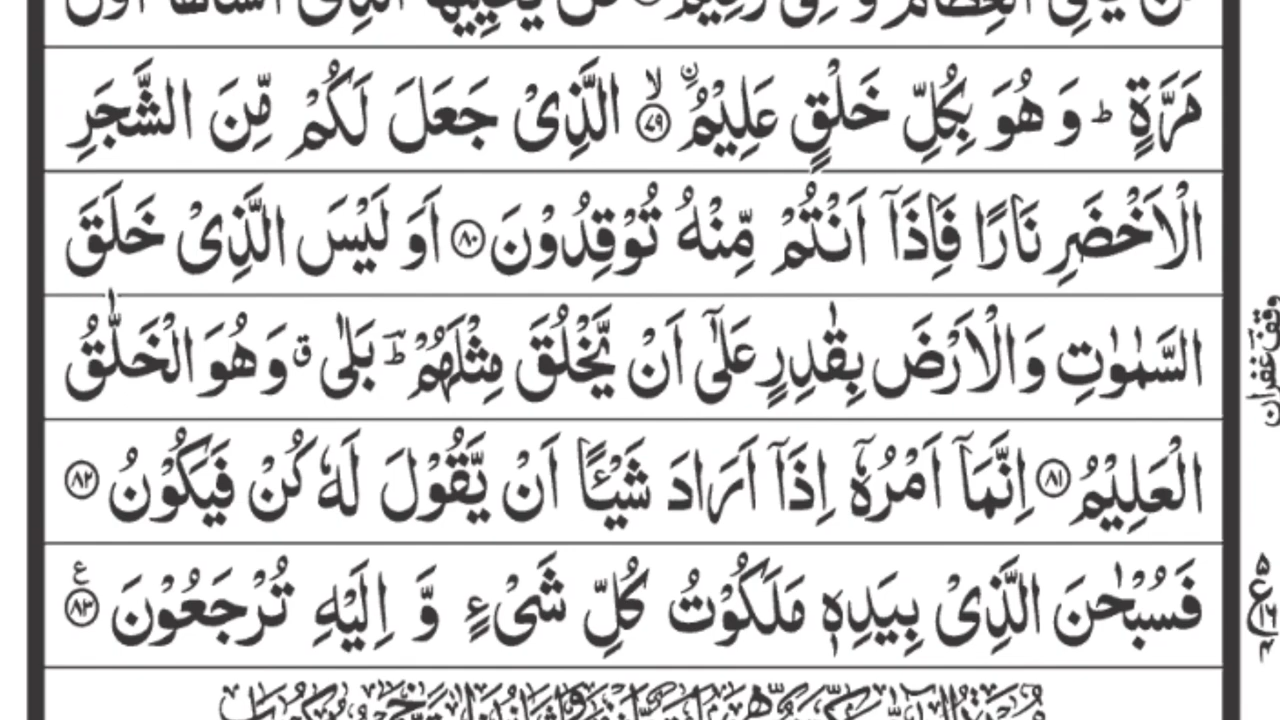 مَرَّةٍ ؕ وَ هُوَ بِكُلِّ خَلْقٍ عَلِيْمُ ۙ﴿۷۹﴾ الَّذِیْ جَعَلَ لَكُمْ مِّنَ الشَّجَرِ
الْاَخْضَرِ نَارًا فَاِذَاۤ اَنْتُمْ مِّنْهُ تُوْقِدُوْنَ ﴿۸۰﴾ اَوَ لَیْسَ الَّذِیْ خَلَقَ
السَّمٰوٰتِ وَالْاَرْضَ بِقٰدِرٍ عَلٰۤی اَنْ یَّخْلُقَ مِثْلَهُمْ ؕ بَلٰی ۗ وَهُوَ الْخَلّٰقُ
الْعَلِیْمُ ﴿۸۱﴾ اِنَّمَاۤ اَمْرُهٗۤ اِذَاۤ اَرَادَ شَیْـًٔا اَنْ یَّقُوْلَ لَهٗ كُنْ فَیَكُوْنُ ﴿۸۲﴾
فَسُبْحٰنَ الَّذِیْ بِیَدِهٖ مَلَكُوْتُ كُلِّ شَیْءٍ وَّ اِلَیْهِ تُرْجَعُوْنَ ﴿۸۳﴾ ع
وقف غفران